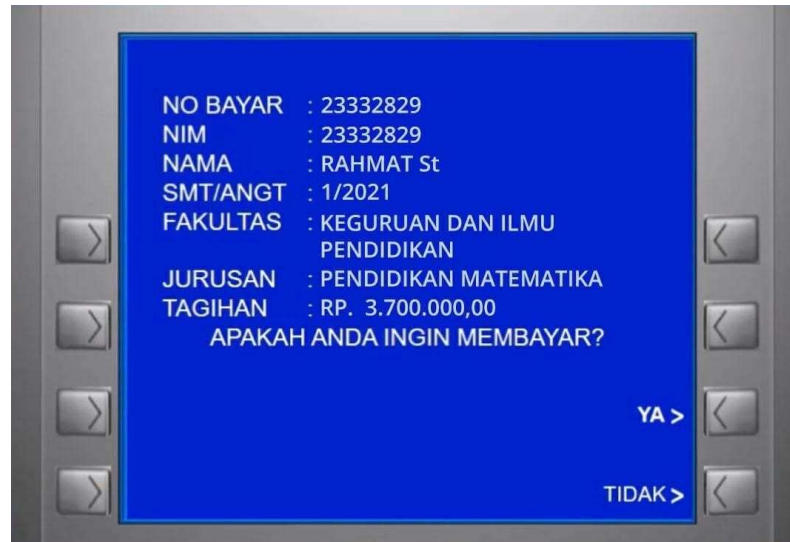 NO BAYAR : 23332829
NIM : 23332829
NAMA : RAHMAT St
SMT/ANGT : 1/2021
FAKULTAS : KEGURUAN DAN ILMU
PENDIDIKAN
JURUSAN : PENDIDIKAN MATEMATIKA
TAGIHAN : RP. 3.700.000,00
APAKAH ANDA INGIN MEMBAYAR?
YA >
TIDAK >